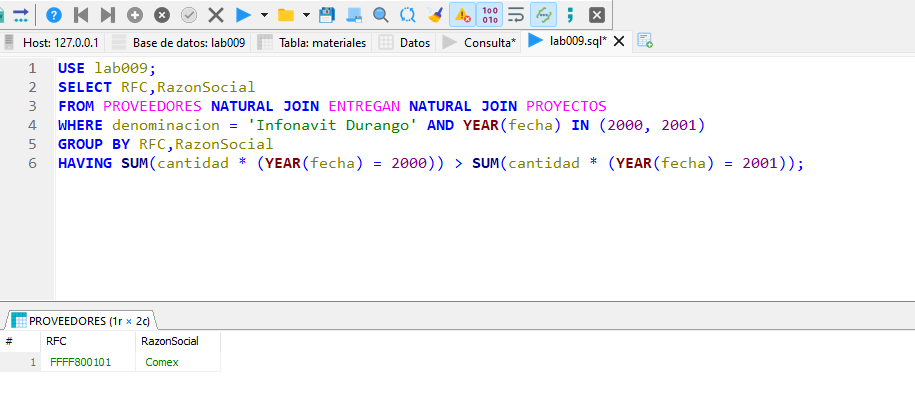 Host: 127.0.0.1 Base de datos: lab009 Tabla: materiales Datos Consulta* lab009.sql*
1 USE lab009;
2 SELECT RFC,RazonSocial
3 FROM PROVEEDORES NATURAL JOIN ENTREGAN NATURAL JOIN PROYECTOS
4 WHERE denominacion = 'Infonavit Durango' AND YEAR(fecha) IN (2000, 2001)
5 GROUP BY RFC,RazonSocial
6 HAVING SUM(cantidad * (YEAR(fecha) = 2000)) > SUM(cantidad * (YEAR(fecha) = 2001));
PROVEEDORES (1r × 2c)
# RFC RazonSocial
1 FFFF800101 Comex